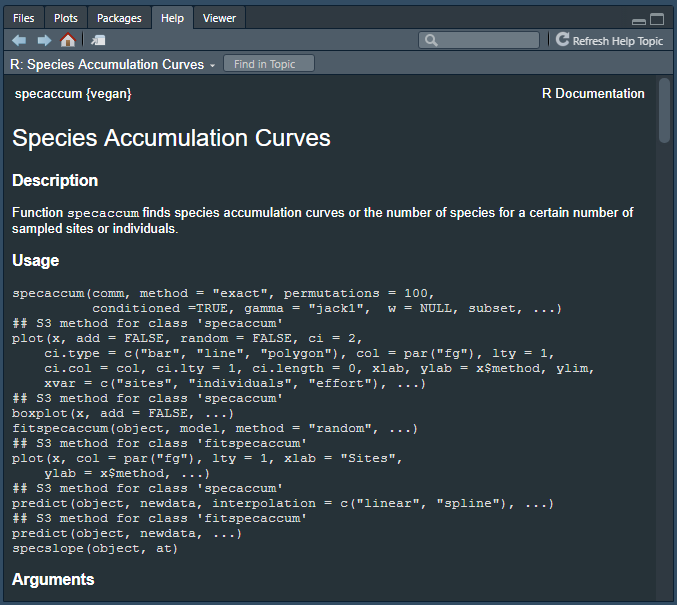 Files Plots Packages Help Viewer
Refresh Help Topic
R: Species Accumulation Curves Find in Topic
specaccum {vegan} R Documentation
Species Accumulation Curves
Description
Function specaccum finds species accumulation curves or the number of species for a certain number of
sampled sites or individuals.
Usage
specaccum(comm, method = "exact", permutations = 100,
          conditioned =TRUE, gamma = "jack1",  w = NULL, subset, ...)
## S3 method for class 'specaccum'
plot(x, add = FALSE, random = FALSE, ci = 2,
    ci.type = c("bar", "line", "polygon"), col = par("fg"), lty = 1,
    ci.col = col, ci.lty = 1, ci.length = 0, xlab, ylab = x$method, ylim,
    xvar = c("sites", "individuals", "effort"), ...)
## S3 method for class 'specaccum'
boxplot(x, add = FALSE, ...)
fitspecaccum(object, model, method = "random", ...)
## S3 method for class 'fitspecaccum'
plot(x, col = par("fg"), lty = 1, xlab = "Sites",
    ylab = x$method, ...)
## S3 method for class 'specaccum'
predict(object, newdata, interpolation = c("linear", "spline"), ...)
## S3 method for class 'fitspecaccum'
predict(object, newdata, ...)
specslope(object, at)
Arguments